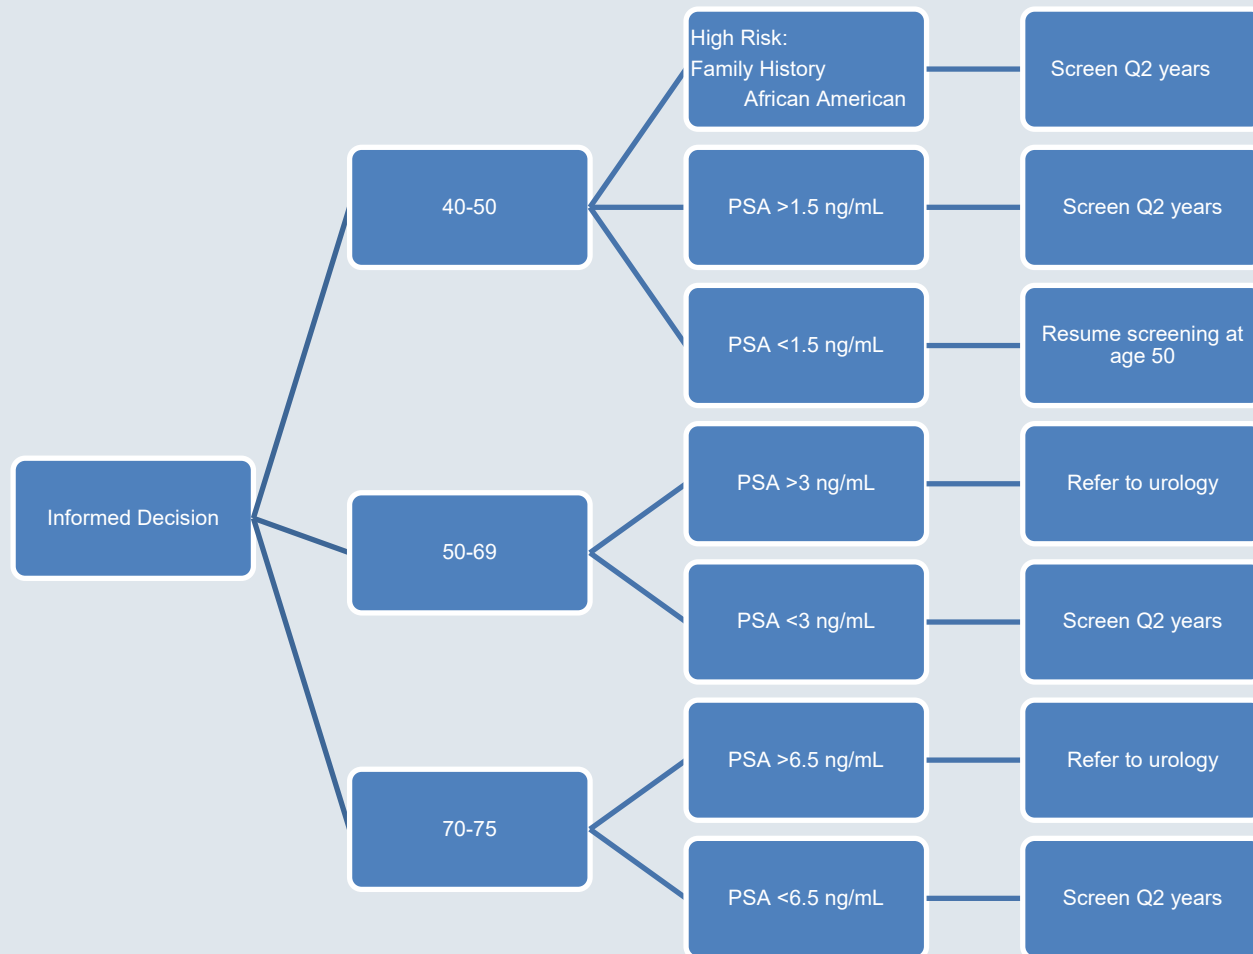 Informed Decision
40-50
High Risk:
Family History
African American
Screen Q2 years
PSA >1.5 ng/mL
Screen Q2 years
PSA <1.5 ng/mL
Resume screening at
age 50
50-69
PSA >3 ng/mL
Refer to urology
PSA <3 ng/mL
Screen Q2 years
70-75
PSA >6.5 ng/mL
Refer to urology
PSA <6.5 ng/mL
Screen Q2 years